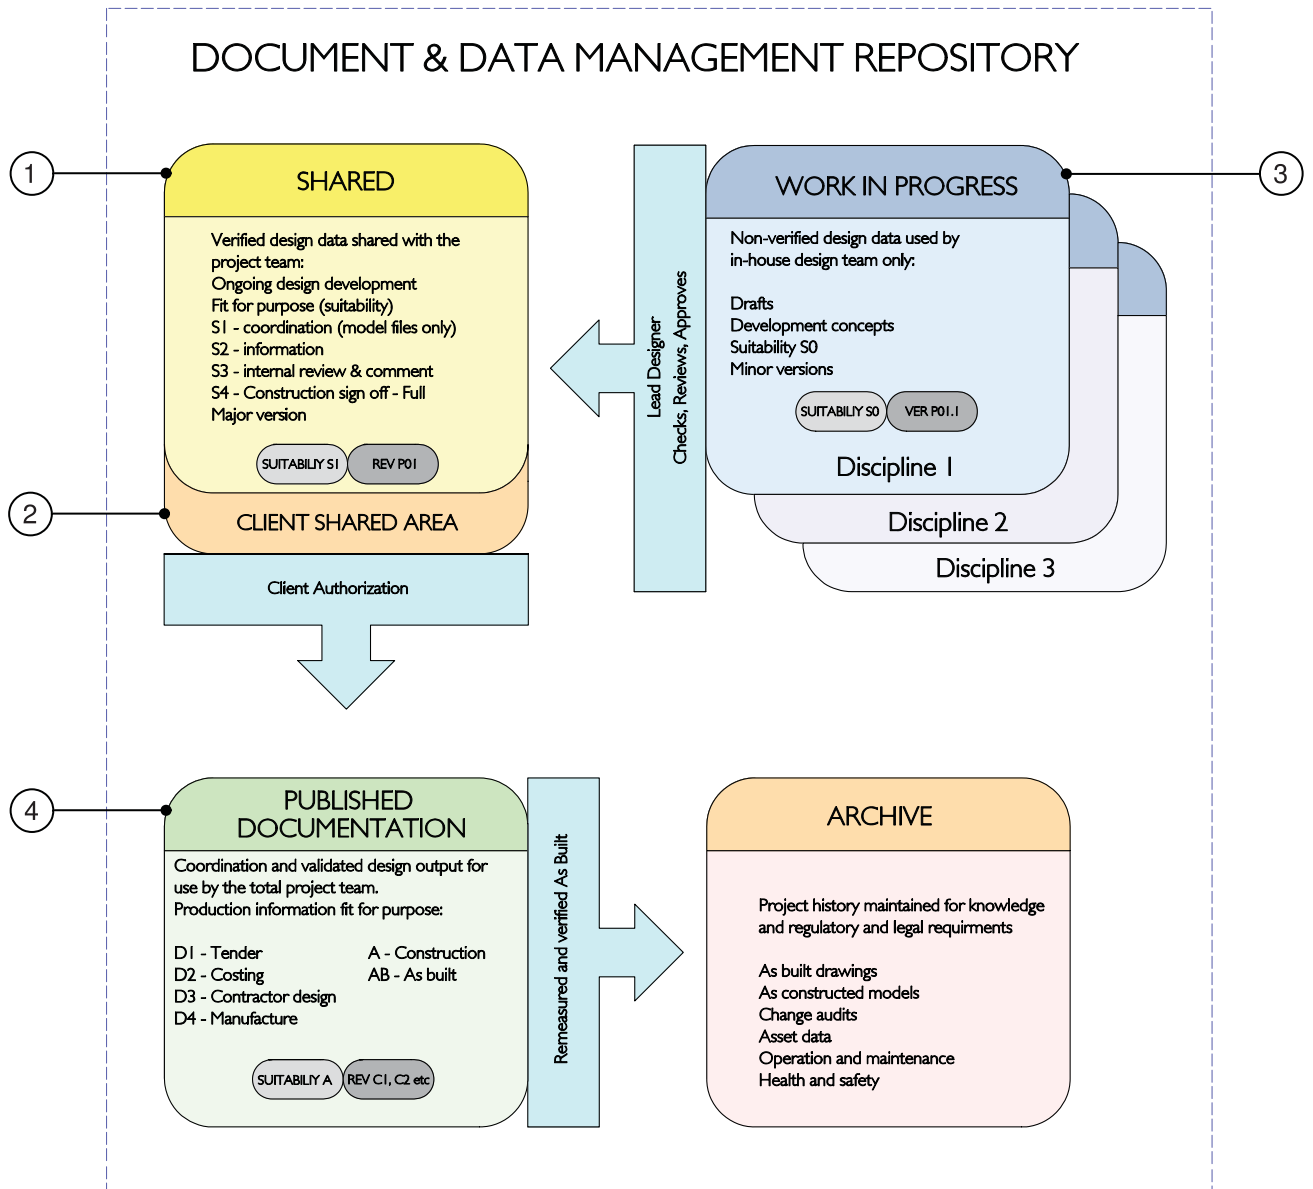 DOCUMENT & DATA MANAGEMENT REPOSITORY
1
SHARED
Verified design data shared with the
project team:
Ongoing design development
Fit for purpose (suitability)
S1 - coordination (model files only)
S2 - information
S3 - internal review & comment
S4 - Construction sign off - Full
Major version
SUITABILIY S1
REV P01
2
CLIENT SHARED AREA
Client Authorization
Lead Designer
Checks, Reviews, Approves
3
WORK IN PROGRESS
Non-verified design data used by
in-house design team only:
Drafts
Development concepts
Suitability S0
Minor versions
SUITABILIY S0
VER P01.1
Discipline 1
Discipline 2
Discipline 3
4
PUBLISHED
DOCUMENTATION
Coordination and validated design output for
use by the total project team.
Production information fit for purpose:
D1 - Tender
D2 - Costing
D3 - Contractor design
D4 - Manufacture
A - Construction
AB - As built
SUITABILIY A
REV C1, C2 etc
Remeasured and verified As Built
ARCHIVE
Project history maintained for knowledge
and regulatory and legal requirments
As built drawings
As constructed models
Change audits
Asset data
Operation and maintenance
Health and safety